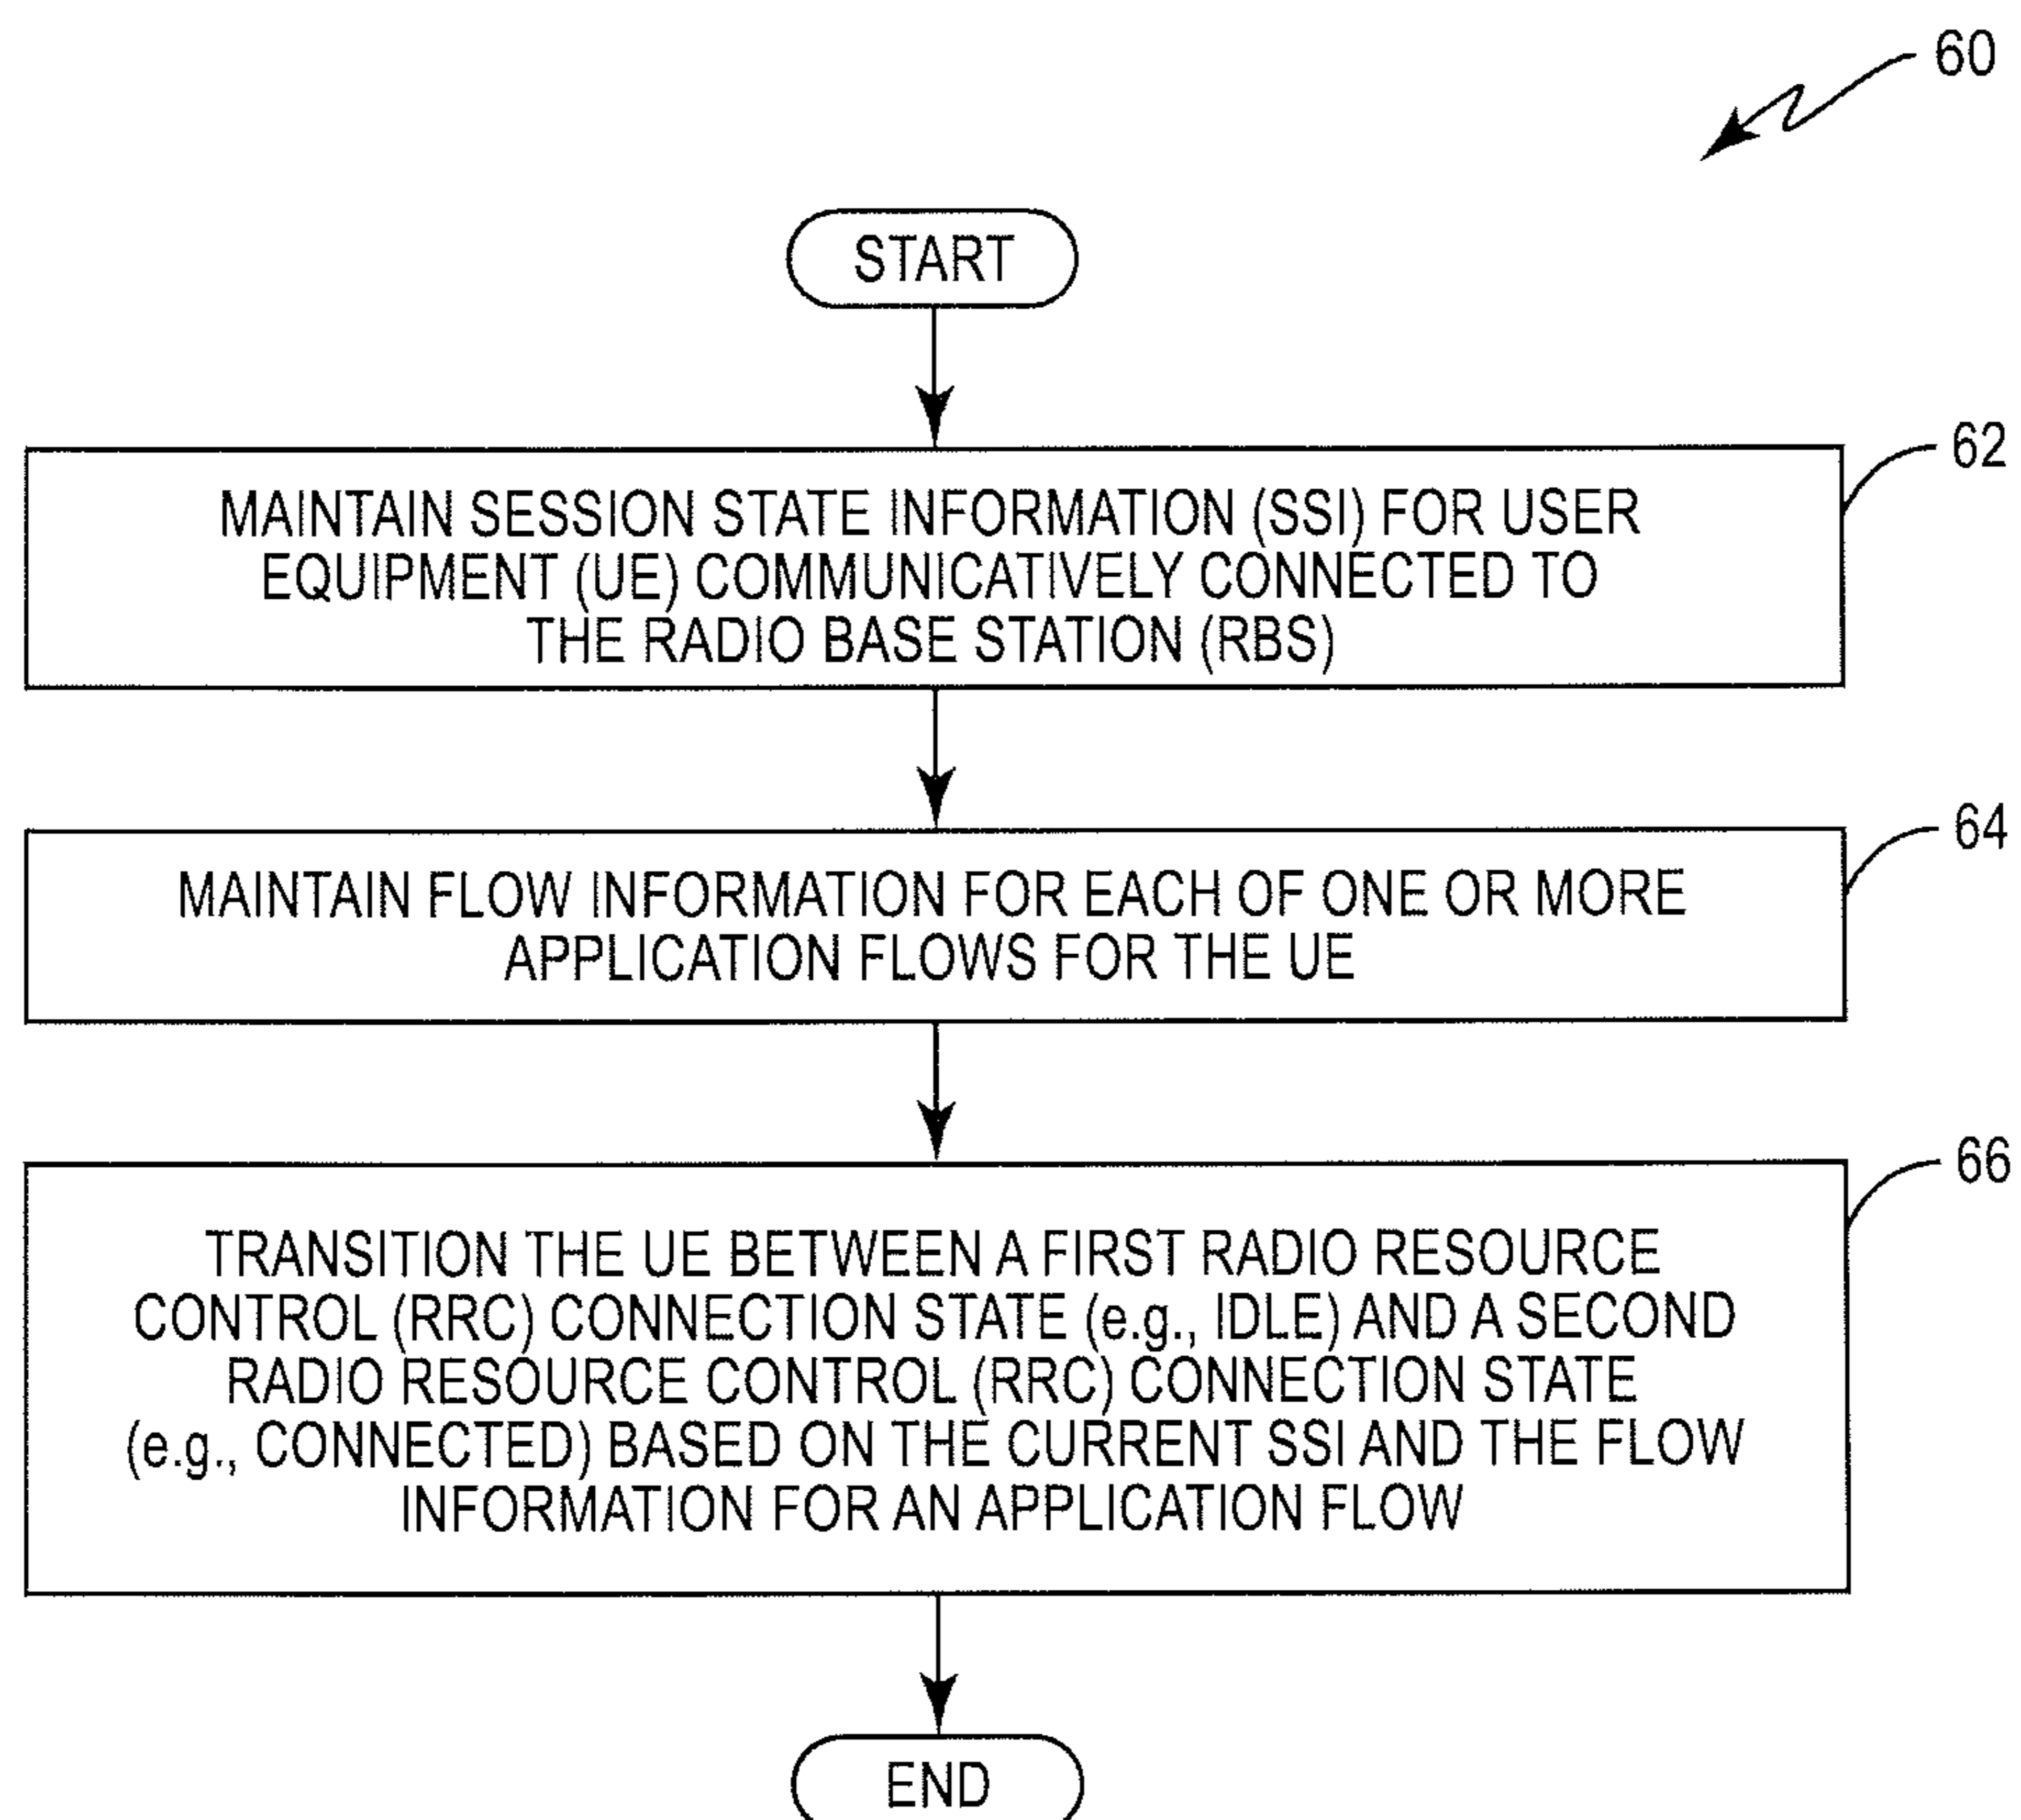 60
START
62
MAINTAIN SESSION STATE INFORMATION (SSI) FOR USER
EQUIPMENT (UE) COMMUNICATIVELY CONNECTED TO
THE RADIO BASE STATION (RBS)
64
MAINTAIN FLOW INFORMATION FOR EACH OF ONE OR MORE
APPLICATION FLOWS FOR THE UE
66
TRANSITION THE UE BETWEEN A FIRST RADIO RESOURCE
CONTROL (RRC) CONNECTION STATE (e.g., IDLE) AND A SECOND
RADIO RESOURCE CONTROL (RRC) CONNECTION STATE
(e.g., CONNECTED) BASED ON THE CURRENT SSI AND THE FLOW
INFORMATION FOR AN APPLICATION FLOW
END